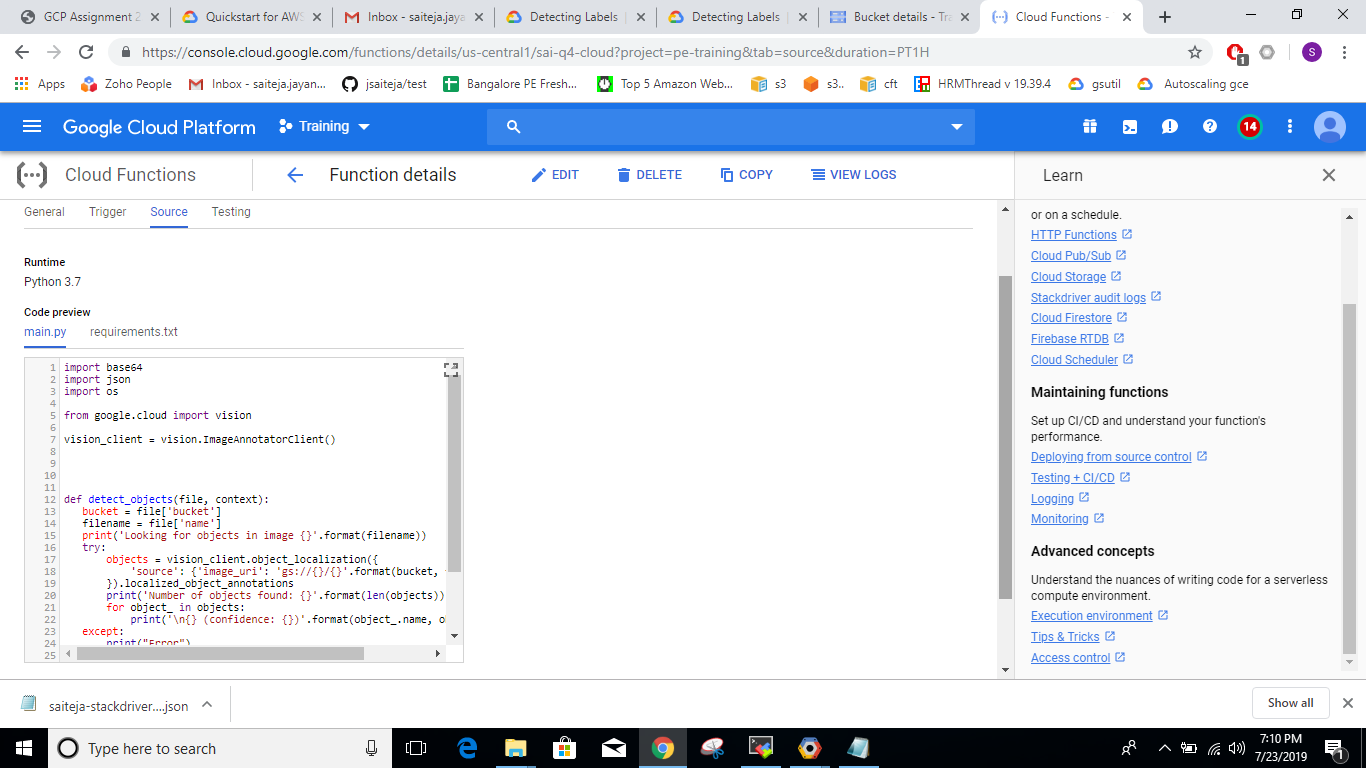 GCP Assignment 2
Quickstart for AWS
Inbox - saiteja.jaya
Detecting Labels |
Detecting Labels |
Bucket details - Tra
Cloud Functions -
https://console.cloud.google.com/functions/details/us-central1/sai-q4-cloud?project=pe-training&tab=source&duration=PT1H
S
1
Apps
Zoho People
Inbox - saiteja.jayan...
jsaiteja/test
Bangalore PE Fresh...
Top 5 Amazon Web...
s3
s3..
cft
HRMThread v 19.39.4
gsutil
Autoscaling gce
Google Cloud Platform
Training
14
Cloud Functions
Function details
EDIT
DELETE
COPY
VIEW LOGS
General
Trigger
Source
Testing
Runtime
Python 3.7
Code preview
main.py
requirements.txt
1 import base64
2 import json
3 import os
4
5 from google.cloud import vision
6
7 vision_client = vision.ImageAnnotatorClient()
8
9
10
11
12 def detect_objects(file, context):
13 bucket = file['bucket']
14 filename = file['name']
15 print('Looking for objects in image {}'.format(filename))
16 try:
17 objects = vision_client.object_localization({
18 'source': {'image_uri': 'gs://{}/{}'.format(bucket,
19 }).localized_object_annotations
20 print('Number of objects found: {}'.format(len(objects))
21 for object_ in objects:
22 print('\n{} (confidence: {})'.format(object_.name, o
23 except:
24 print("Error")
25
Learn
or on a schedule.
HTTP Functions
Cloud Pub/Sub
Cloud Storage
Stackdriver audit logs
Cloud Firestore
Firebase RTDB
Cloud Scheduler
Maintaining functions
Set up CI/CD and understand your function's
performance.
Deploying from source control
Testing + CI/CD
Logging
Monitoring
Advanced concepts
Understand the nuances of writing code for a serverless
compute environment.
Execution environment
Tips & Tricks
Access control
saiteja-stackdriver....json
Show all
Type here to search
7:10 PM
7/23/2019
1